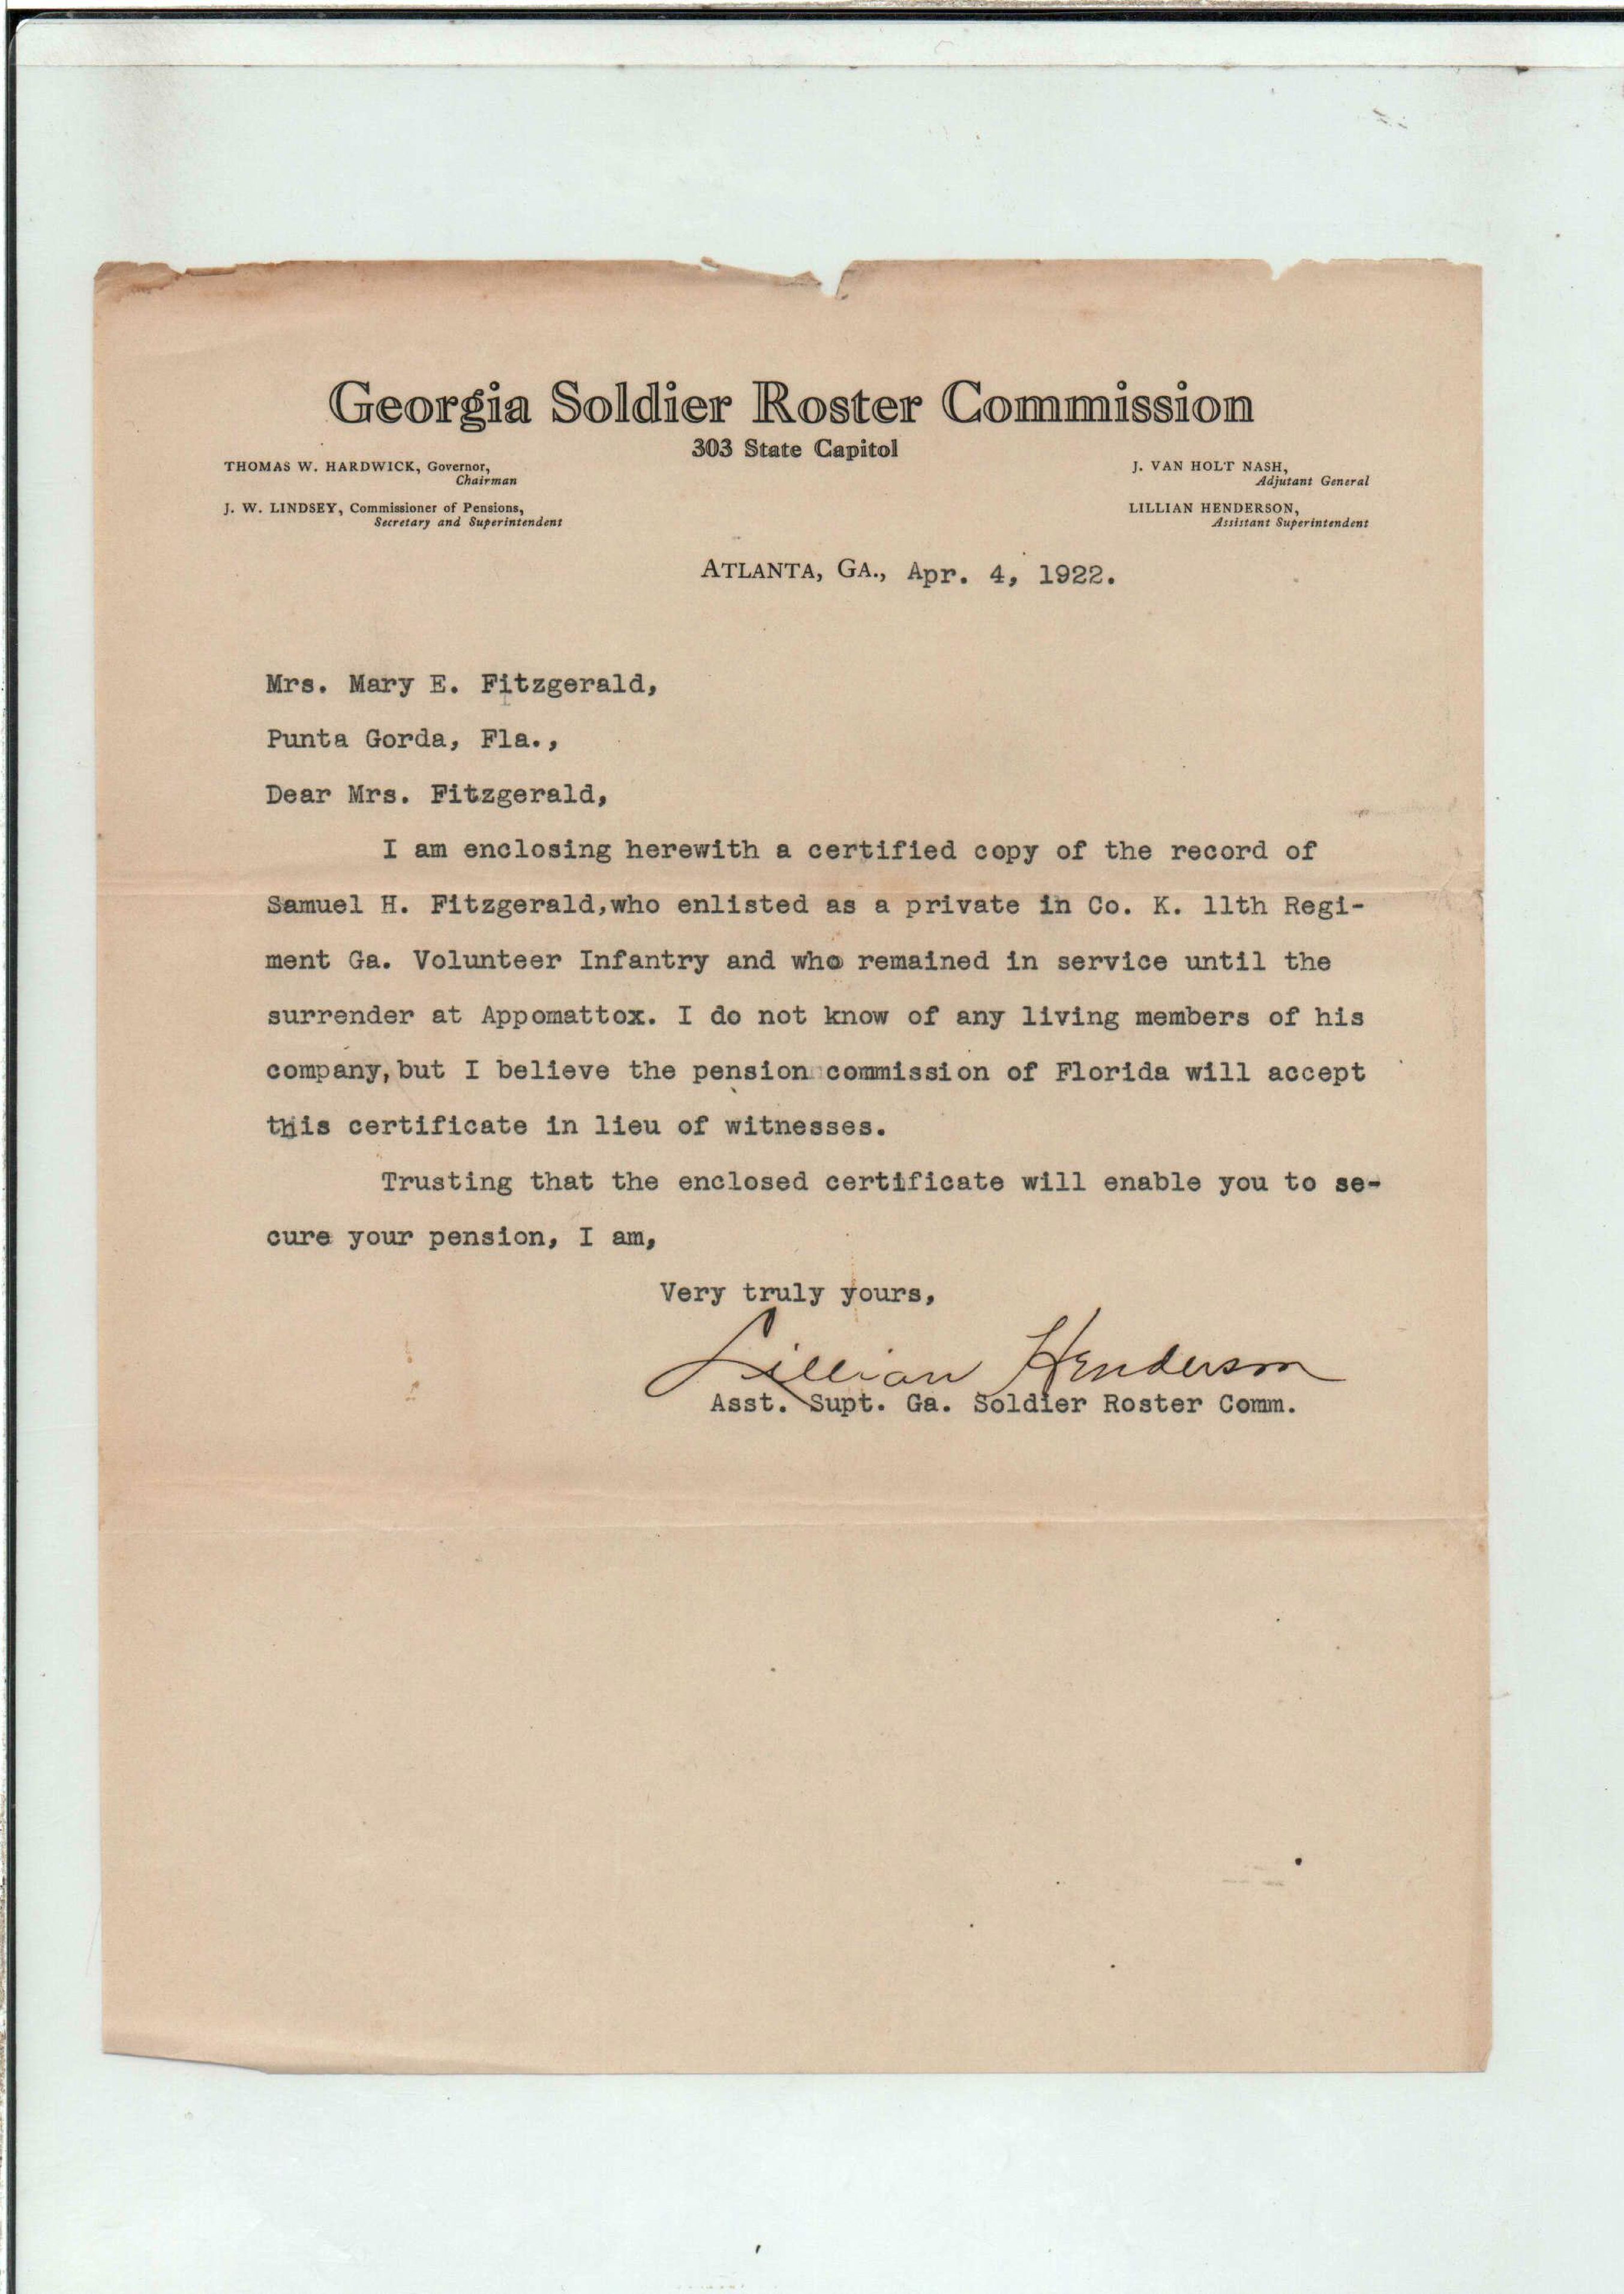 Georgia Soldier Roster Commission
303 State Capitol
THOMAS W. HARDWICK, Governor,
Chairman
J. W. LINDSEY, Commissioner of Pensions,
Secretary and Superintendent
J. VAN HOLT NASH,
Adjutant General
LILLIAN HENDERSON,
Assistant Superintendent
ATLANTA, GA., Apr. 4, 1922.
Mrs. Mary E. Fitzgerald,
Punta Gorda, Fla.,
Dear Mrs. Fitzgerald,
I am enclosing herewith a certified copy of the record of
Samuel H. Fitzgerald,who enlisted as a private in Co. K. 11th Regi-
ment Ga. Volunteer Infantry and who remained in service until the
surrender at Appomattox. I do not know of any living members of his
company,but I believe the pension commission of Florida will accept
this certificate in lieu of witnesses.
Trusting that the enclosed certificate will enable you to se-
cure your pension, I am,
Very truly yours,
Lillian Henderson
Asst. Supt. Ga. Soldier Roster Comm.